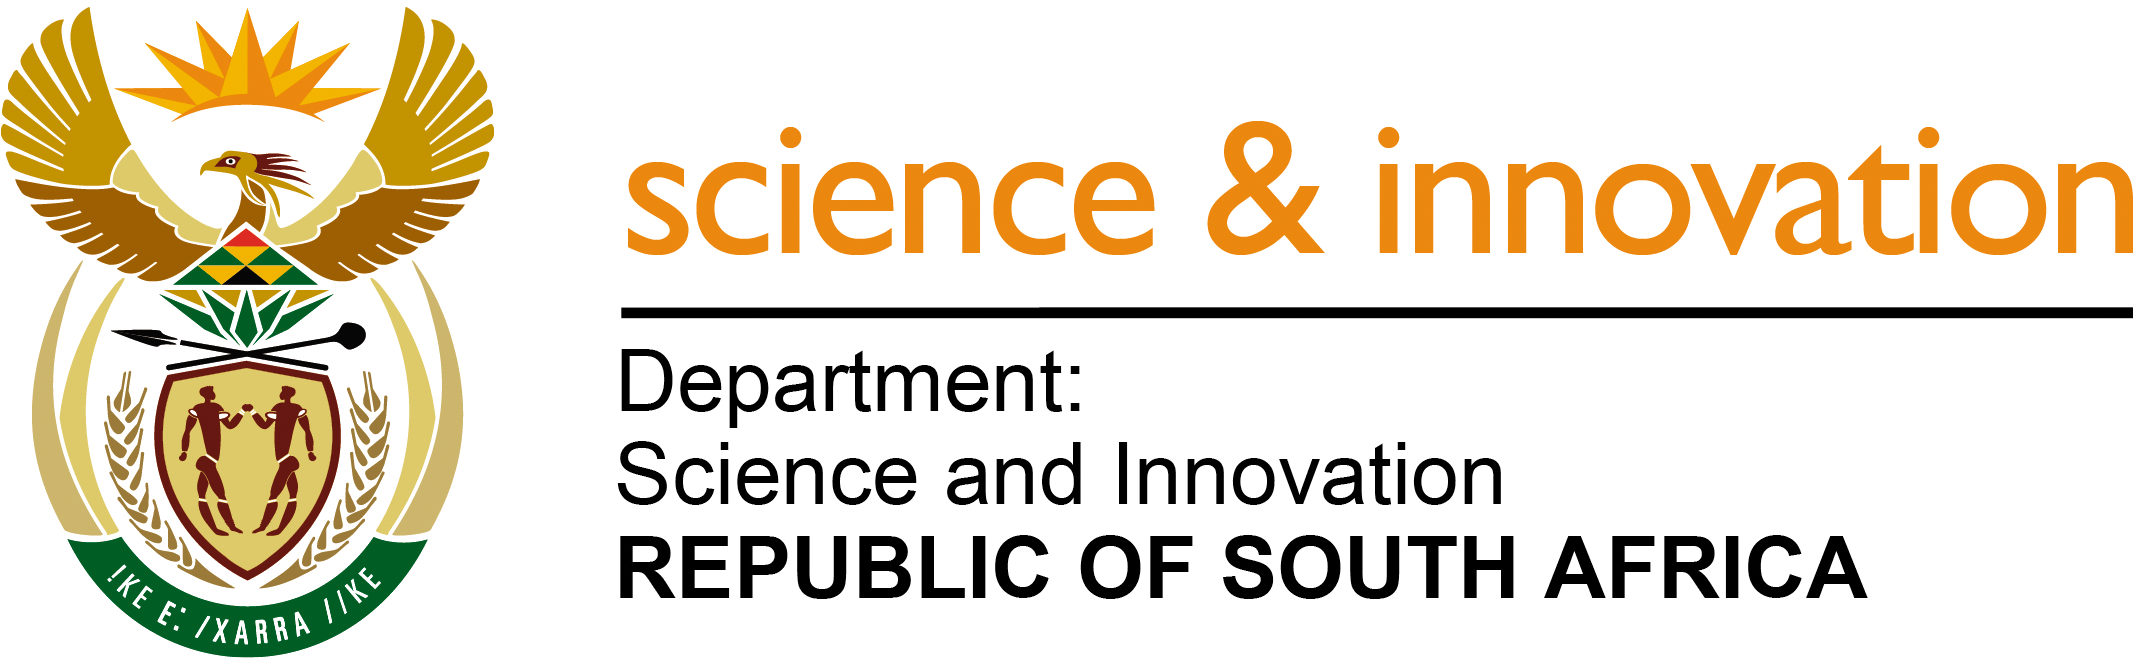 science & innovation
Department:
Science and Innovation
REPUBLIC OF SOUTH AFRICA
!KE E: /XARRA //KE